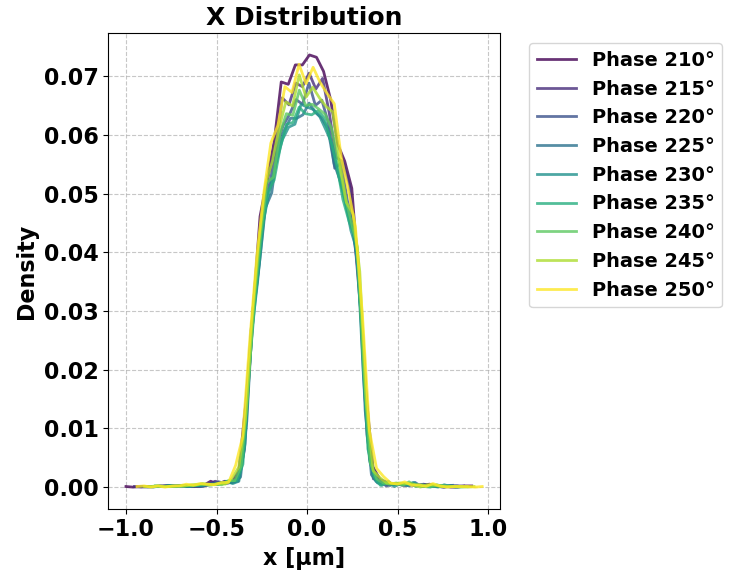 X Distribution
Density
0.07
0.06
0.05
0.04
0.03
0.02
0.01
0.00
−1.0
−0.5
0.0
0.5
1.0
x [μm]
Phase 210°
Phase 215°
Phase 220°
Phase 225°
Phase 230°
Phase 235°
Phase 240°
Phase 245°
Phase 250°